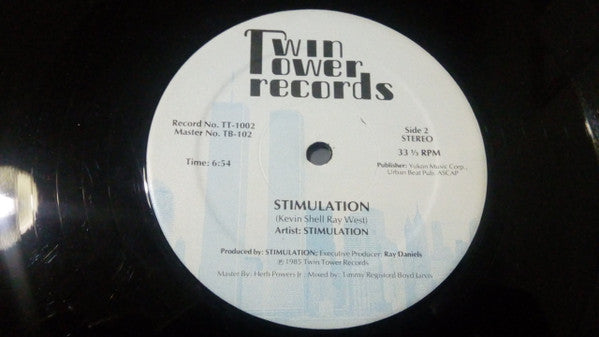 Twin
Tower
records
Record No. TT-1002
Master No. TB-102
Side 2
STEREO
33 ⅓ RPM
Time: 6:54
Publisher: Yukon Music Corp.,
Urban Beat Pub. ASCAP
STIMULATION
(Kevin Shell Ray West)
Artist: STIMULATION
Produced by: STIMULATION; Executive Producer: Ray Daniels
℗ 1985 Twin Tower Records
Master By: Herb Powers Jr., Mixed by: Timmy Registord/Boyd Jarvis